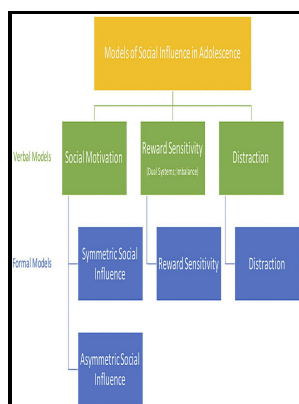 Models of Social Influence in Adolescence
Verbal Models
Social Motivation
Reward Sensitivity
(Dual Systems; Imbalance)
Distraction
Formal Models
Symmetric Social
Influence
Reward Sensitivity
Distraction
Asymmetric Social
Influence